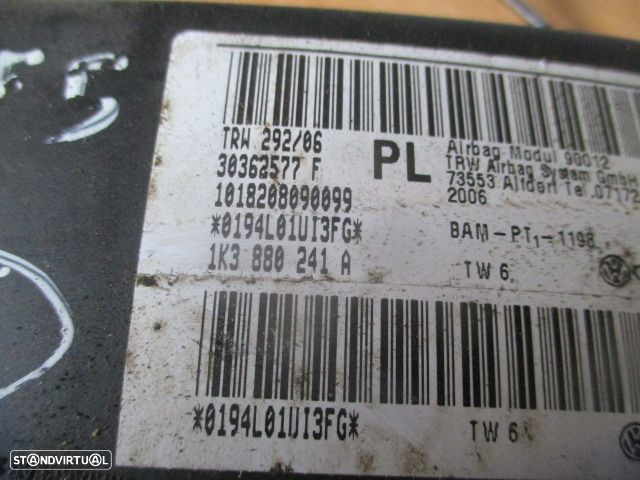 TRW 292/06
30362577 F
1018208090099
*0194L01UI3FG*
1K3 880 241 A
PL
Airbag Modul 90012
TRW Airbag System GmbH
73553 Alfdorf Tel.07172
2006
BAM-PT1-1198
TW 6
*0194L01UI3FG*
TW 6
STANDVIRTUAL